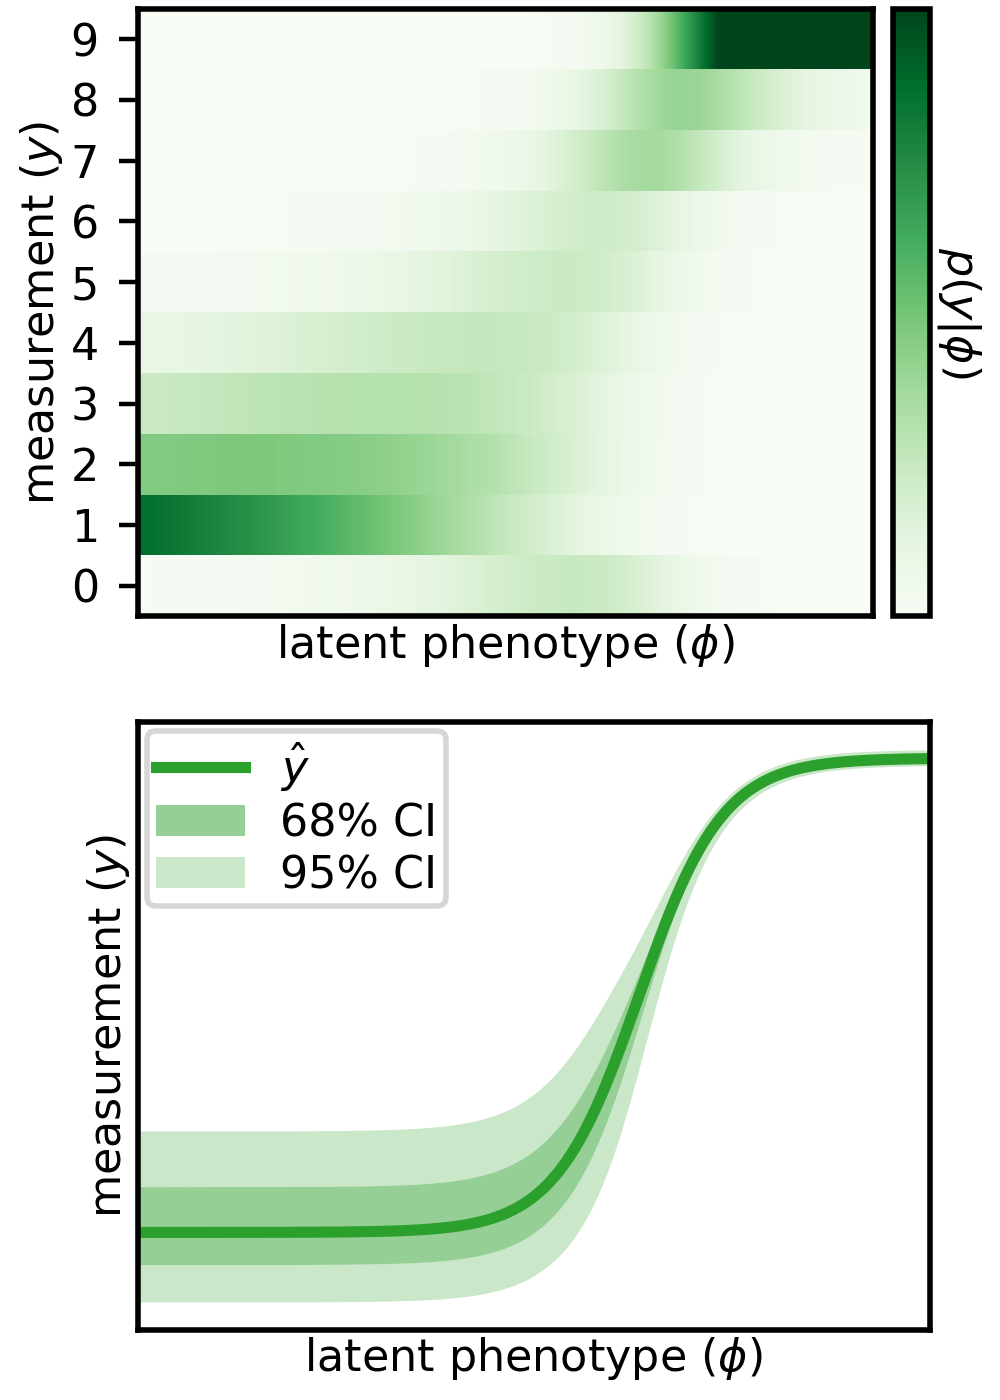 measurement (y)
9
8
7
6
5
4
3
2
1
0
latent phenotype (ϕ)
p(y|ϕ)
measurement (y)
ŷ
68% CI
95% CI
latent phenotype (ϕ)